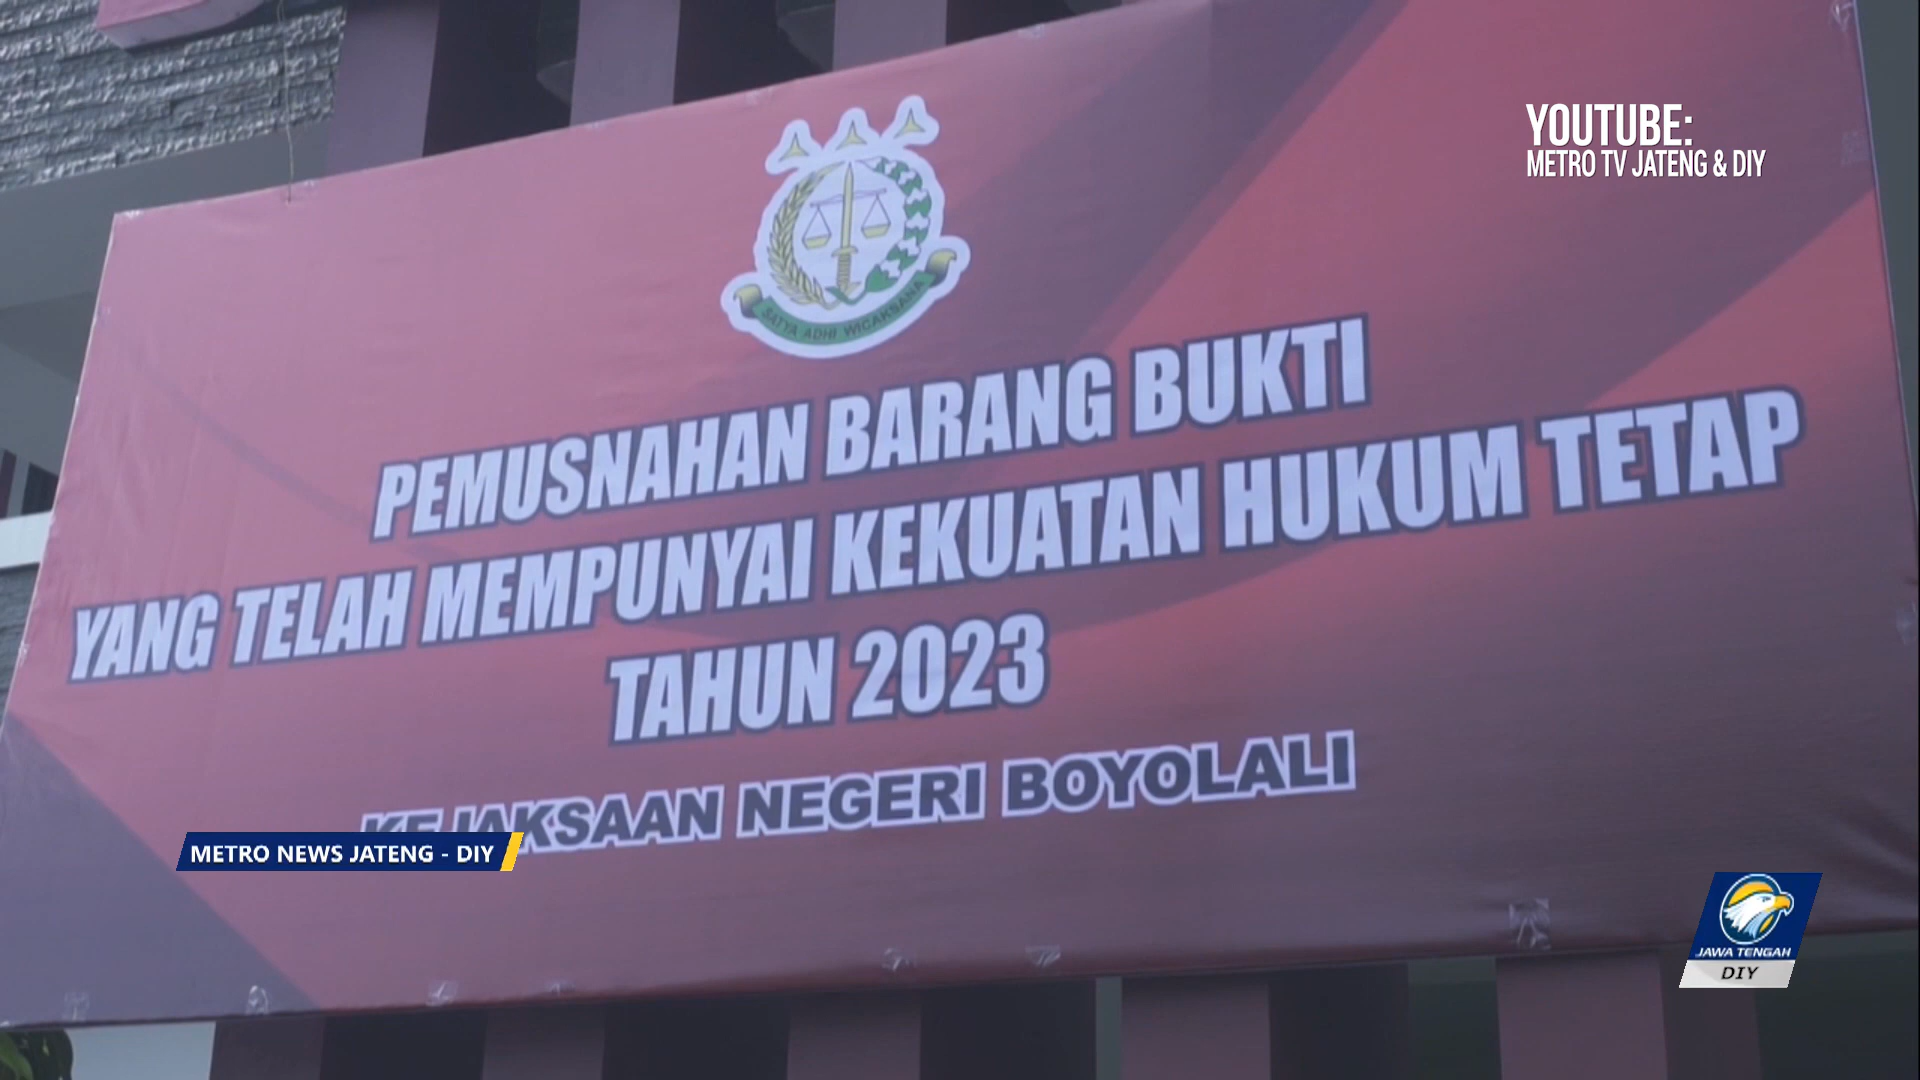 YOUTUBE:
METRO TV JATENG & DIY
SATYA ADHI WICAKSANA
PEMUSNAHAN BARANG BUKTI
YANG TELAH MEMPUNYAI KEKUATAN HUKUM TETAP
TAHUN 2023
KEJAKSAAN NEGERI BOYOLALI
METRO NEWS JATENG - DIY
JAWA TENGAH
DIY